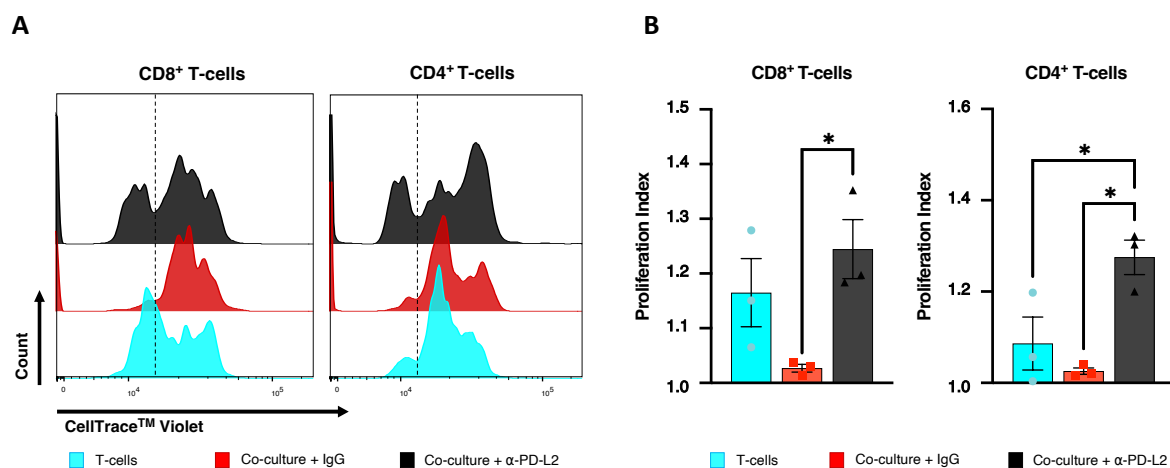 A
B
CD8+ T-cells
CD4+ T-cells
Count
0
10⁴
10⁵
0
10⁴
10⁵
CellTraceTM Violet
T-cells
Co-culture + IgG
Co-culture + α-PD-L2
CD8+ T-cells
CD4+ T-cells
Proliferation Index
1.5
1.4
1.3
1.2
1.1
1.0
*
Proliferation Index
1.6
1.4
1.2
1.0
*
*
T-cells
Co-culture + IgG
Co-culture + α-PD-L2